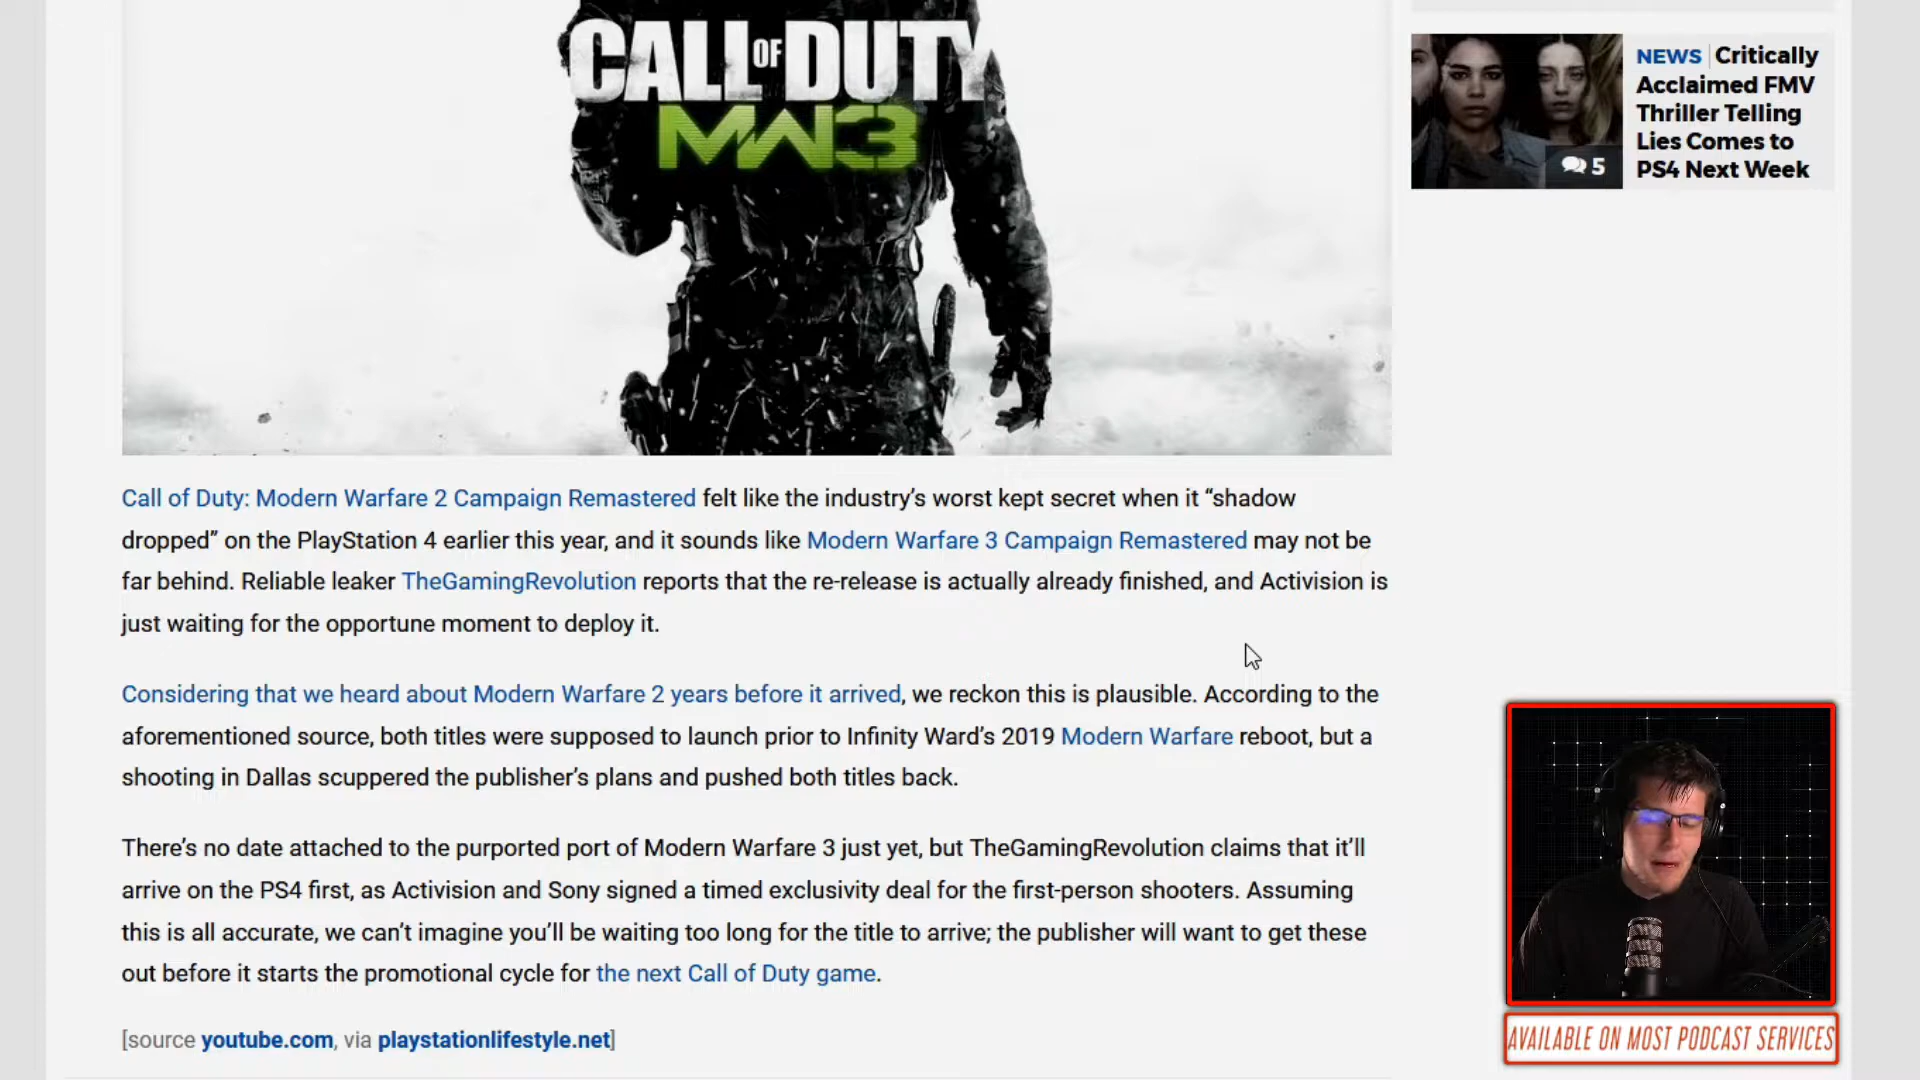 CALL OF DUTY
MW3
NEWS | Critically
Acclaimed FMV
Thriller Telling
Lies Comes to
PS4 Next Week
5
Call of Duty: Modern Warfare 2 Campaign Remastered felt like the industry’s worst kept secret when it “shadow
dropped” on the PlayStation 4 earlier this year, and it sounds like Modern Warfare 3 Campaign Remastered may not be
far behind. Reliable leaker TheGamingRevolution reports that the re-release is actually already finished, and Activision is
just waiting for the opportune moment to deploy it.
Considering that we heard about Modern Warfare 2 years before it arrived, we reckon this is plausible. According to the
aforementioned source, both titles were supposed to launch prior to Infinity Ward’s 2019 Modern Warfare reboot, but a
shooting in Dallas scuppered the publisher’s plans and pushed both titles back.
There’s no date attached to the purported port of Modern Warfare 3 just yet, but TheGamingRevolution claims that it’ll
arrive on the PS4 first, as Activision and Sony signed a timed exclusivity deal for the first-person shooters. Assuming
this is all accurate, we can’t imagine you’ll be waiting too long for the title to arrive; the publisher will want to get these
out before it starts the promotional cycle for the next Call of Duty game.
[source youtube.com, via playstationlifestyle.net]
AVAILABLE ON MOST PODCAST SERVICES